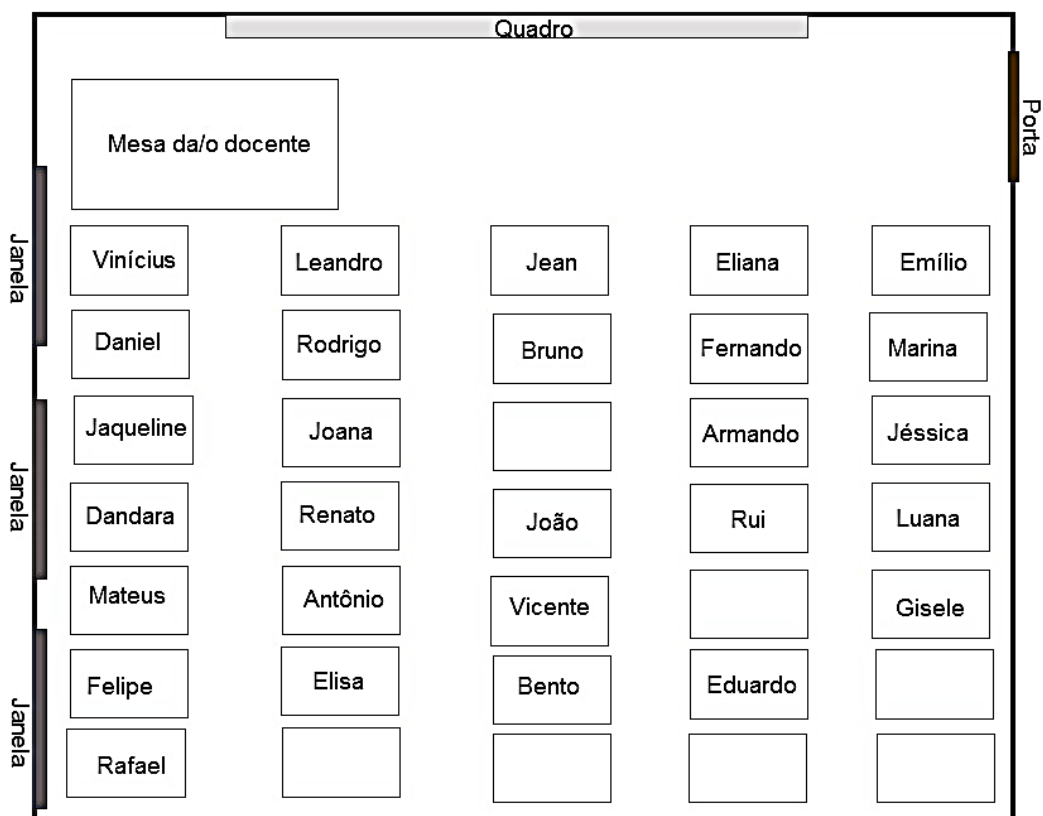 Quadro
Porta
Mesa da/o docente
Janela
Vinícius Leandro Jean Eliana Emílio
Daniel Rodrigo Bruno Fernando Marina
Janela
Jaqueline Joana Armando Jéssica
Dandara Renato João Rui Luana
Mateus Antônio Vicente Gisele
Janela
Felipe Elisa Bento Eduardo
Rafael